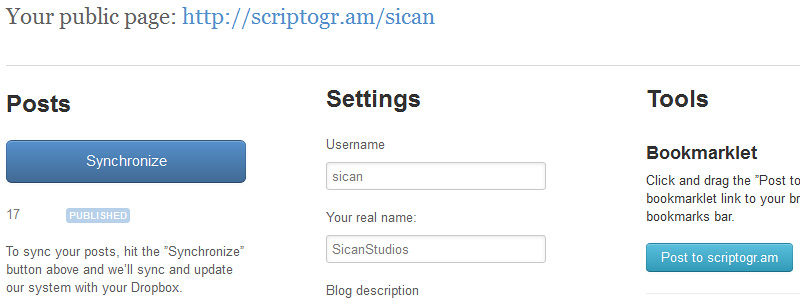 Your public page: http://scriptogr.am/sican
Posts
Synchronize
17 PUBLISHED
To sync your posts, hit the "Synchronize"
button above and we'll sync and update
our system with your Dropbox.
Settings
Username
sican
Your real name:
SicanStudios
Blog description
Tools
Bookmarklet
Click and drag the "Post to
bookmarklet link to your br
bookmarks bar.
Post to scriptogr.am